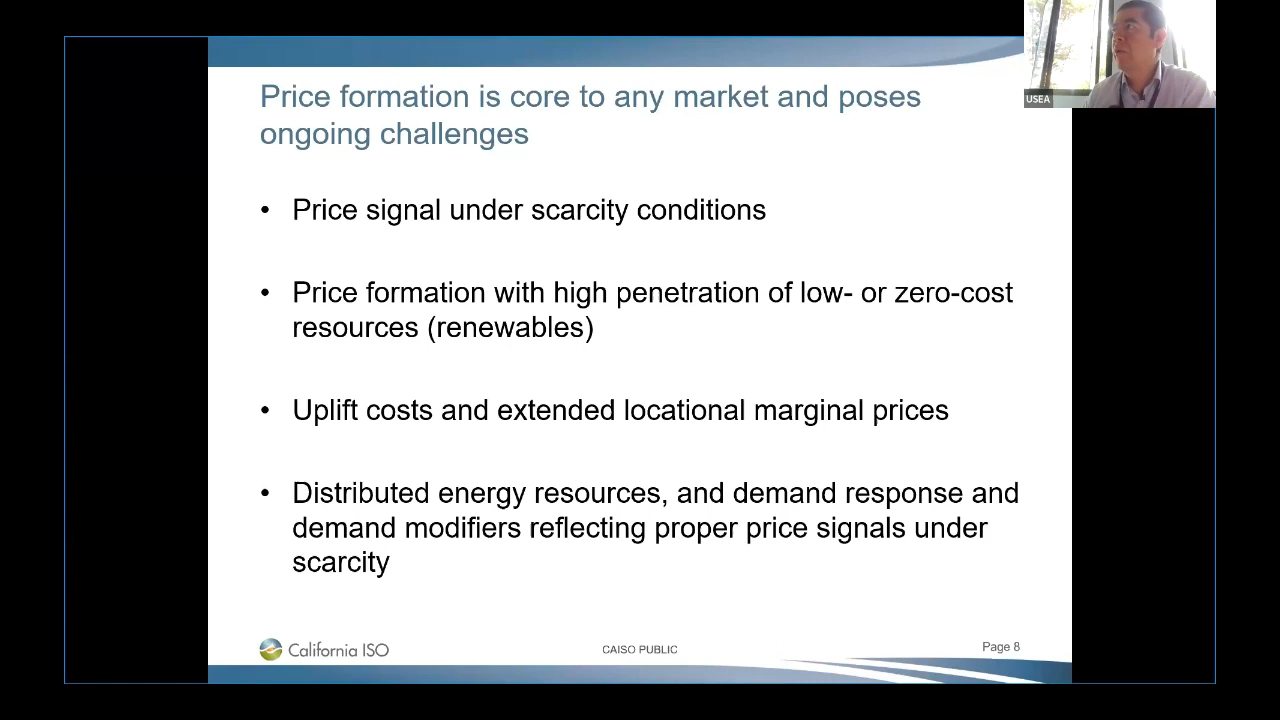 Price formation is core to any market and poses
ongoing challenges
USEA
• Price signal under scarcity conditions
• Price formation with high penetration of low- or zero-cost
resources (renewables)
• Uplift costs and extended locational marginal prices
• Distributed energy resources, and demand response and
demand modifiers reflecting proper price signals under
scarcity
California ISO
CAISO PUBLIC
Page 8